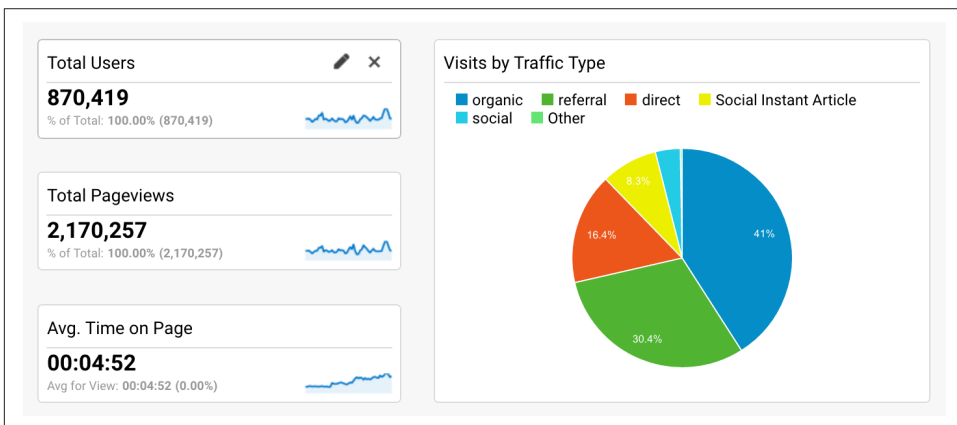 Total Users
870,419
% of Total: 100.00% (870,419)
Total Pageviews
2,170,257
% of Total: 100.00% (2,170,257)
Avg. Time on Page
00:04:52
Avg for View: 00:04:52 (0.00%)
Visits by Traffic Type
organic referral direct Social Instant Article
social Other
8.3%
16.4%
41%
30.4%